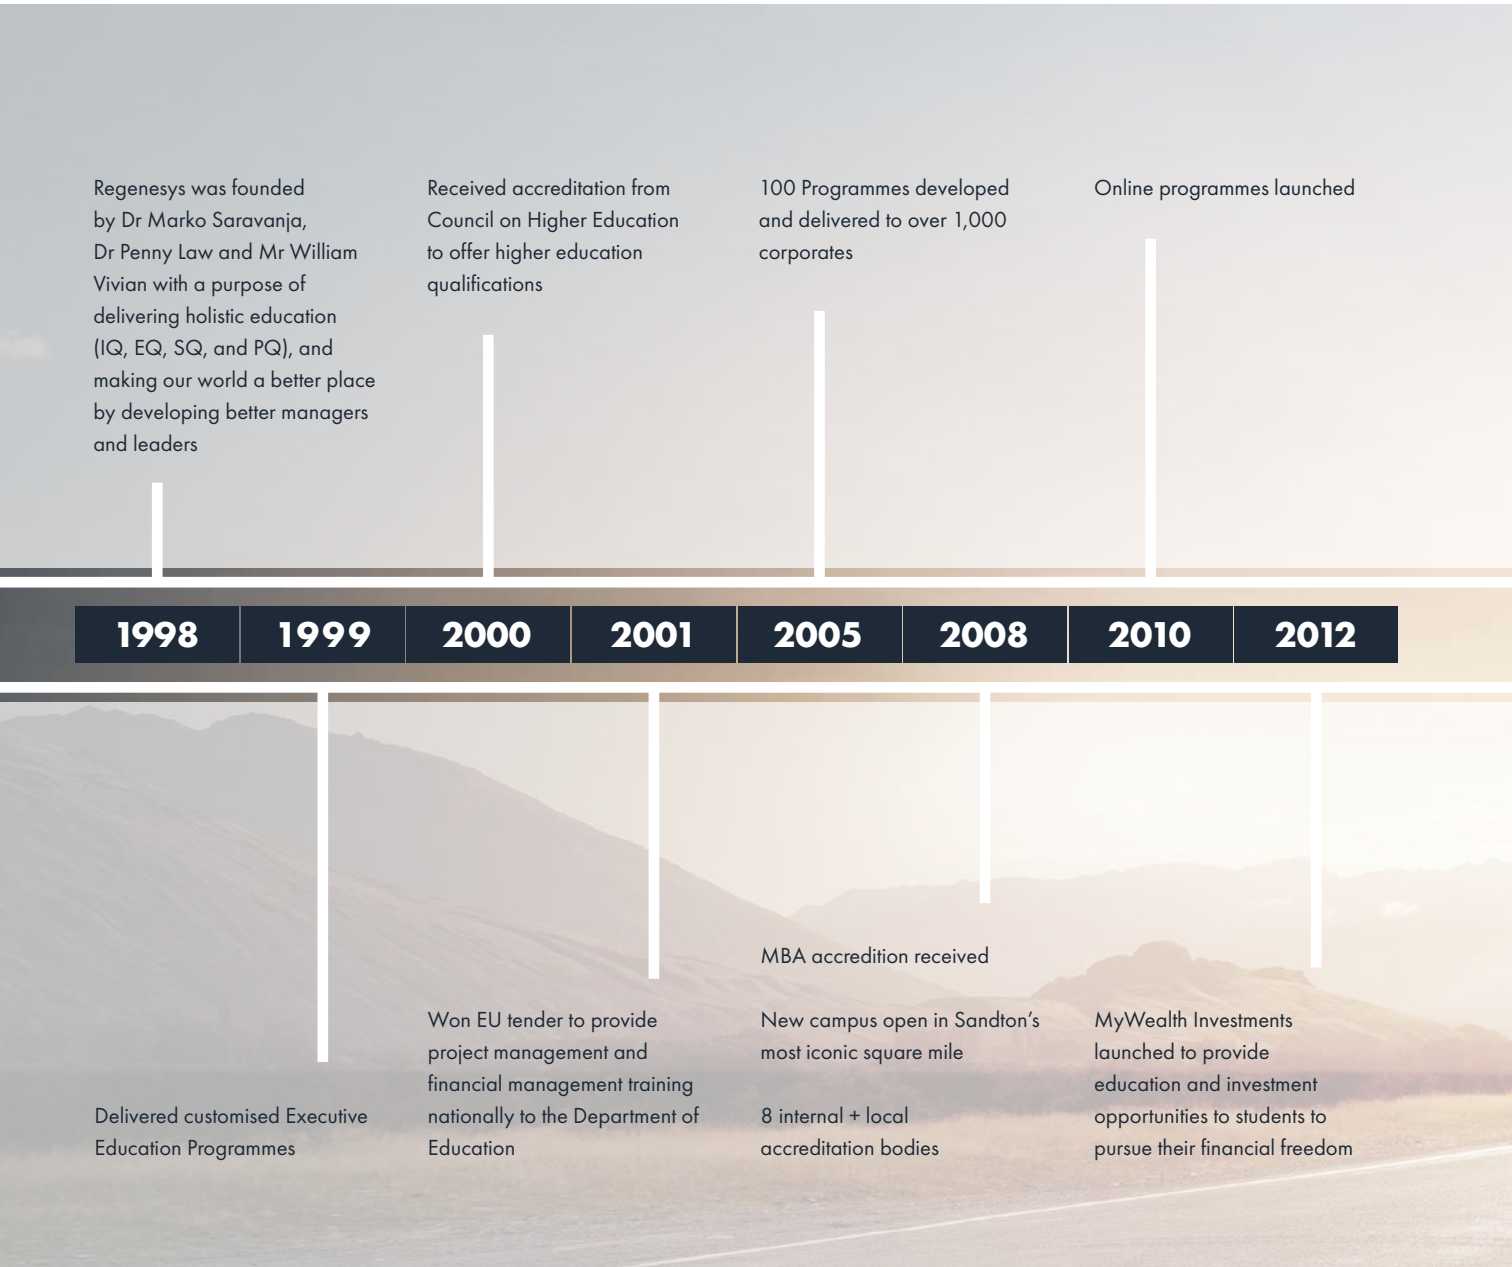 Regenesys was founded
by Dr Marko Saravanja,
Dr Penny Law and Mr William
Vivian with a purpose of
delivering holistic education
(IQ, EQ, SQ, and PQ), and
making our world a better place
by developing better managers
and leaders
Received accreditation from
Council on Higher Education
to offer higher education
qualifications
100 Programmes developed
and delivered to over 1,000
corporates
Online programmes launched
1998
1999
2000
2001
2005
2008
2010
2012
Delivered customised Executive
Education Programmes
Won EU tender to provide
project management and
financial management training
nationally to the Department of
Education
MBA accredition received
New campus open in Sandton's
most iconic square mile
8 internal + local
accreditation bodies
MyWealth Investments
launched to provide
education and investment
opportunities to students to
pursue their financial freedom